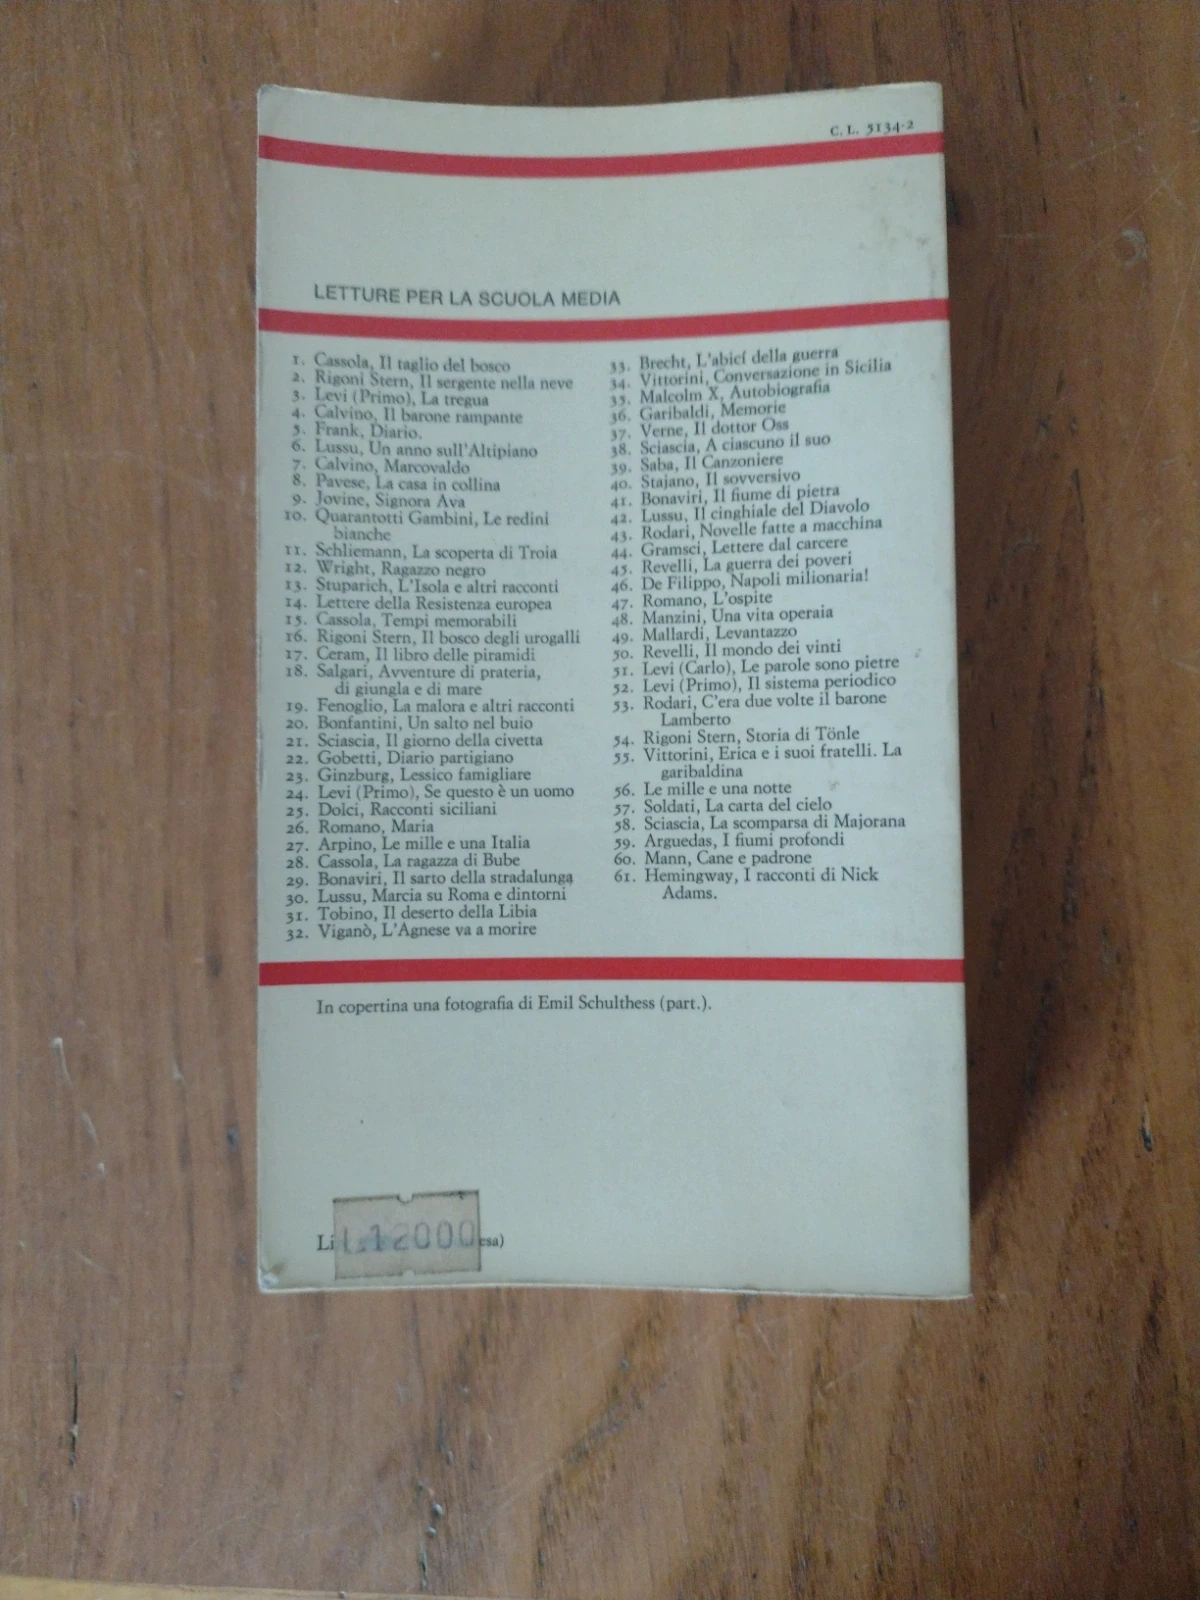 C. L. 5134-2
LETTURE PER LA SCUOLA MEDIA
1. Cassola, Il taglio del bosco
2. Rigoni Stern, Il sergente nella neve
3. Levi (Primo), La tregua
4. Calvino, Il barone rampante
5. Frank, Diario.
6. Lussu, Un anno sull'Altipiano
7. Calvino, Marcovaldo
8. Pavese, La casa in collina
9. Jovine, Signora Ava
10. Quarantotti Gambini, Le redini
bianche
11. Schliemann, La scoperta di Troia
12. Wright, Ragazzo negro
13. Stuparich, L'Isola e altri racconti
14. Lettere della Resistenza europea
15. Cassola, Tempi memorabili
16. Rigoni Stern, Il bosco degli urogalli
17. Ceram, Il libro delle piramidi
18. Salgari, Avventure di prateria,
di giungla e di mare
19. Fenoglio, La malora e altri racconti
20. Bonfantini, Un salto nel buio
21. Sciascia, Il giorno della civetta
22. Gobetti, Diario partigiano
23. Ginzburg, Lessico famigliare
24. Levi (Primo), Se questo è un uomo
25. Dolci, Racconti siciliani
26. Romano, Maria
27. Arpino, Le mille e una Italia
28. Cassola, La ragazza di Bube
29. Bonaviri, Il sarto della stradalunga
30. Lussu, Marcia su Roma e dintorni
31. Tobino, Il deserto della Libia
32. Viganò, L'Agnese va a morire
33. Brecht, L'abicí della guerra
34. Vittorini, Conversazione in Sicilia
35. Malcolm X, Autobiografia
36. Garibaldi, Memorie
37. Verne, Il dottor Oss
38. Sciascia, A ciascuno il suo
39. Saba, Il Canzoniere
40. Stajano, Il sovversivo
41. Bonaviri, Il fiume di pietra
42. Lussu, Il cinghiale del Diavolo
43. Rodari, Novelle fatte a macchina
44. Gramsci, Lettere dal carcere
45. Revelli, La guerra dei poveri
46. De Filippo, Napoli milionaria!
47. Romano, L'ospite
48. Manzini, Una vita operaia
49. Mallardi, Levantazzo
50. Revelli, Il mondo dei vinti
51. Levi (Carlo), Le parole sono pietre
52. Levi (Primo), Il sistema periodico
53. Rodari, C'era due volte il barone
Lamberto
54. Rigoni Stern, Storia di Tönle
55. Vittorini, Erica e i suoi fratelli. La
garibaldina
56. Le mille e una notte
57. Soldati, La carta del cielo
58. Sciascia, La scomparsa di Majorana
59. Arguedas, I fiumi profondi
60. Mann, Cane e padrone
61. Hemingway, I racconti di Nick
Adams.
In copertina una fotografia di Emil Schulthess (part.).
Li L.12000 esa)